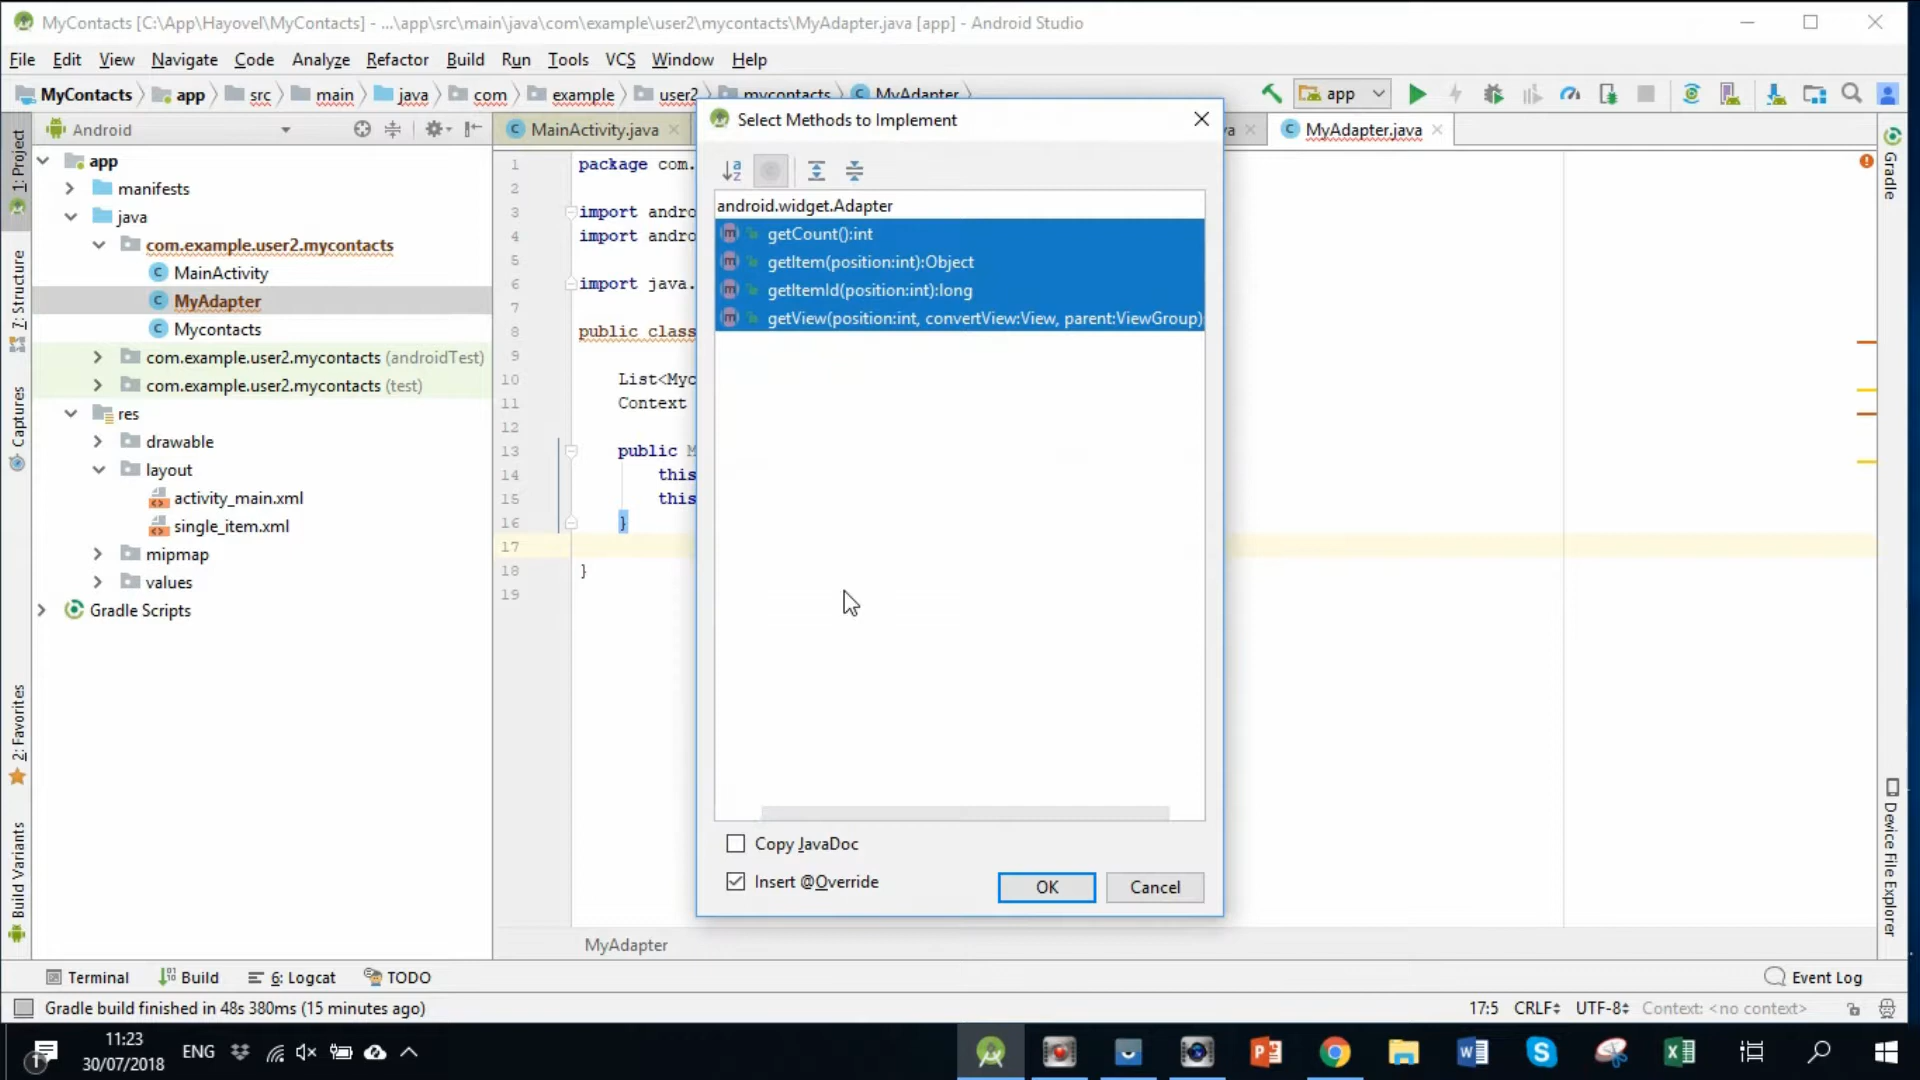 MyContacts [C:\App\Hayovel\MyContacts] - ...\app\src\main\java\com\example\user2\mycontacts\MyAdapter.java [app] - Android Studio
File Edit View Navigate Code Analyze Refactor Build Run Tools VCS Window Help
MyContacts app src main java com example user2 mycontacts MyAdapter
app
Android
MainActivity.java
MyAdapter.java
1: Project
7: Structure
Captures
2: Favorites
Build Variants
app
manifests
java
com.example.user2.mycontacts
MainActivity
MyAdapter
Mycontacts
com.example.user2.mycontacts (androidTest)
com.example.user2.mycontacts (test)
res
drawable
layout
activity_main.xml
single_item.xml
mipmap
values
Gradle Scripts
1 package com.
2
3 import andro
4 import andro
5
6 import java.
7
8 public class
9
10 List<Myc
11 Context
12
13 public M
14 this
15 this
16 }
17
18 }
19
MyAdapter
Select Methods to Implement
android.widget.Adapter
getCount():int
getItem(position:int):Object
getItemId(position:int):long
getView(position:int, convertView:View, parent:ViewGroup)
Copy JavaDoc
Insert @Override
OK
Cancel
Gradle
Device File Explorer
Terminal Build 6: Logcat TODO
Event Log
Gradle build finished in 48s 380ms (15 minutes ago)
17:5 CRLF UTF-8 Context: <no context>
1
11:23
30/07/2018
ENG